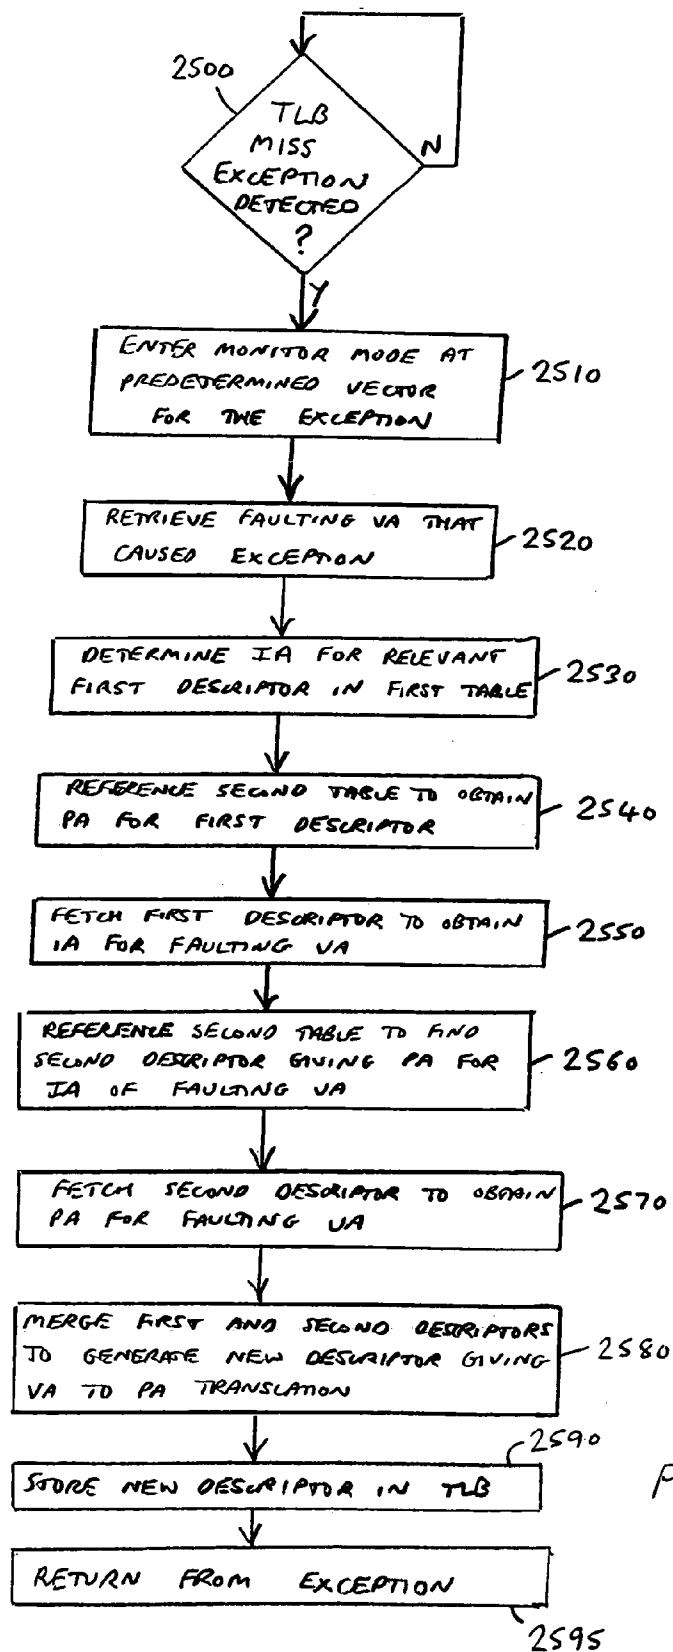 2500
TLB
MISS
EXCEPTION
DETECTED
?
N
Y
ENTER MONITOR MODE AT
PREDETERMINED VECTOR
FOR THE EXCEPTION
2510
RETRIEVE FAULTING VA THAT
CAUSED EXCEPTION
2520
DETERMINE IA FOR RELEVANT
FIRST DESCRIPTOR IN FIRST TABLE
2530
REFERENCE SECOND TABLE TO OBTAIN
PA FOR FIRST DESCRIPTOR
2540
FETCH FIRST DESCRIPTOR TO OBTAIN
IA FOR FAULTING VA
2550
REFERENCE SECOND TABLE TO FIND
SECOND DESCRIPTOR GIVING PA FOR
IA OF FAULTING VA
2560
FETCH SECOND DESCRIPTOR TO OBTAIN
PA FOR FAULTING VA
2570
MERGE FIRST AND SECOND DESCRIPTORS
TO GENERATE NEW DESCRIPTOR GIVING
VA TO PA TRANSLATION
2580
2590
STORE NEW DESCRIPTOR IN TLB
RETURN FROM EXCEPTION
2595